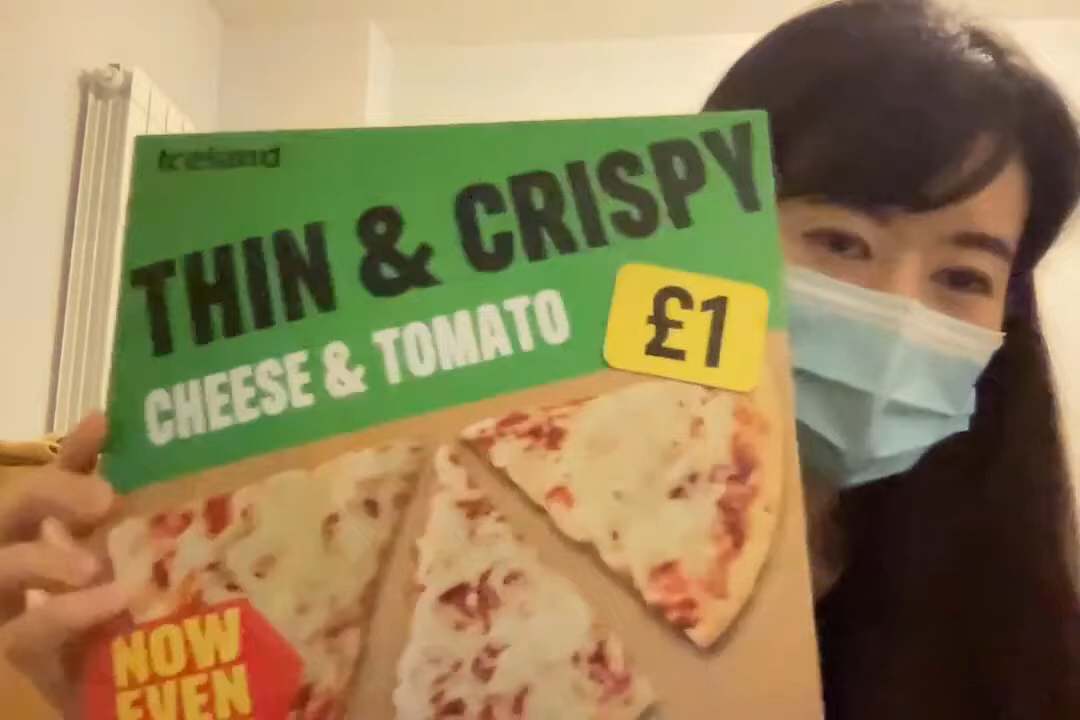 Iceland
THIN & CRISPY
CHEESE & TOMATO
£1
NOW
EVEN